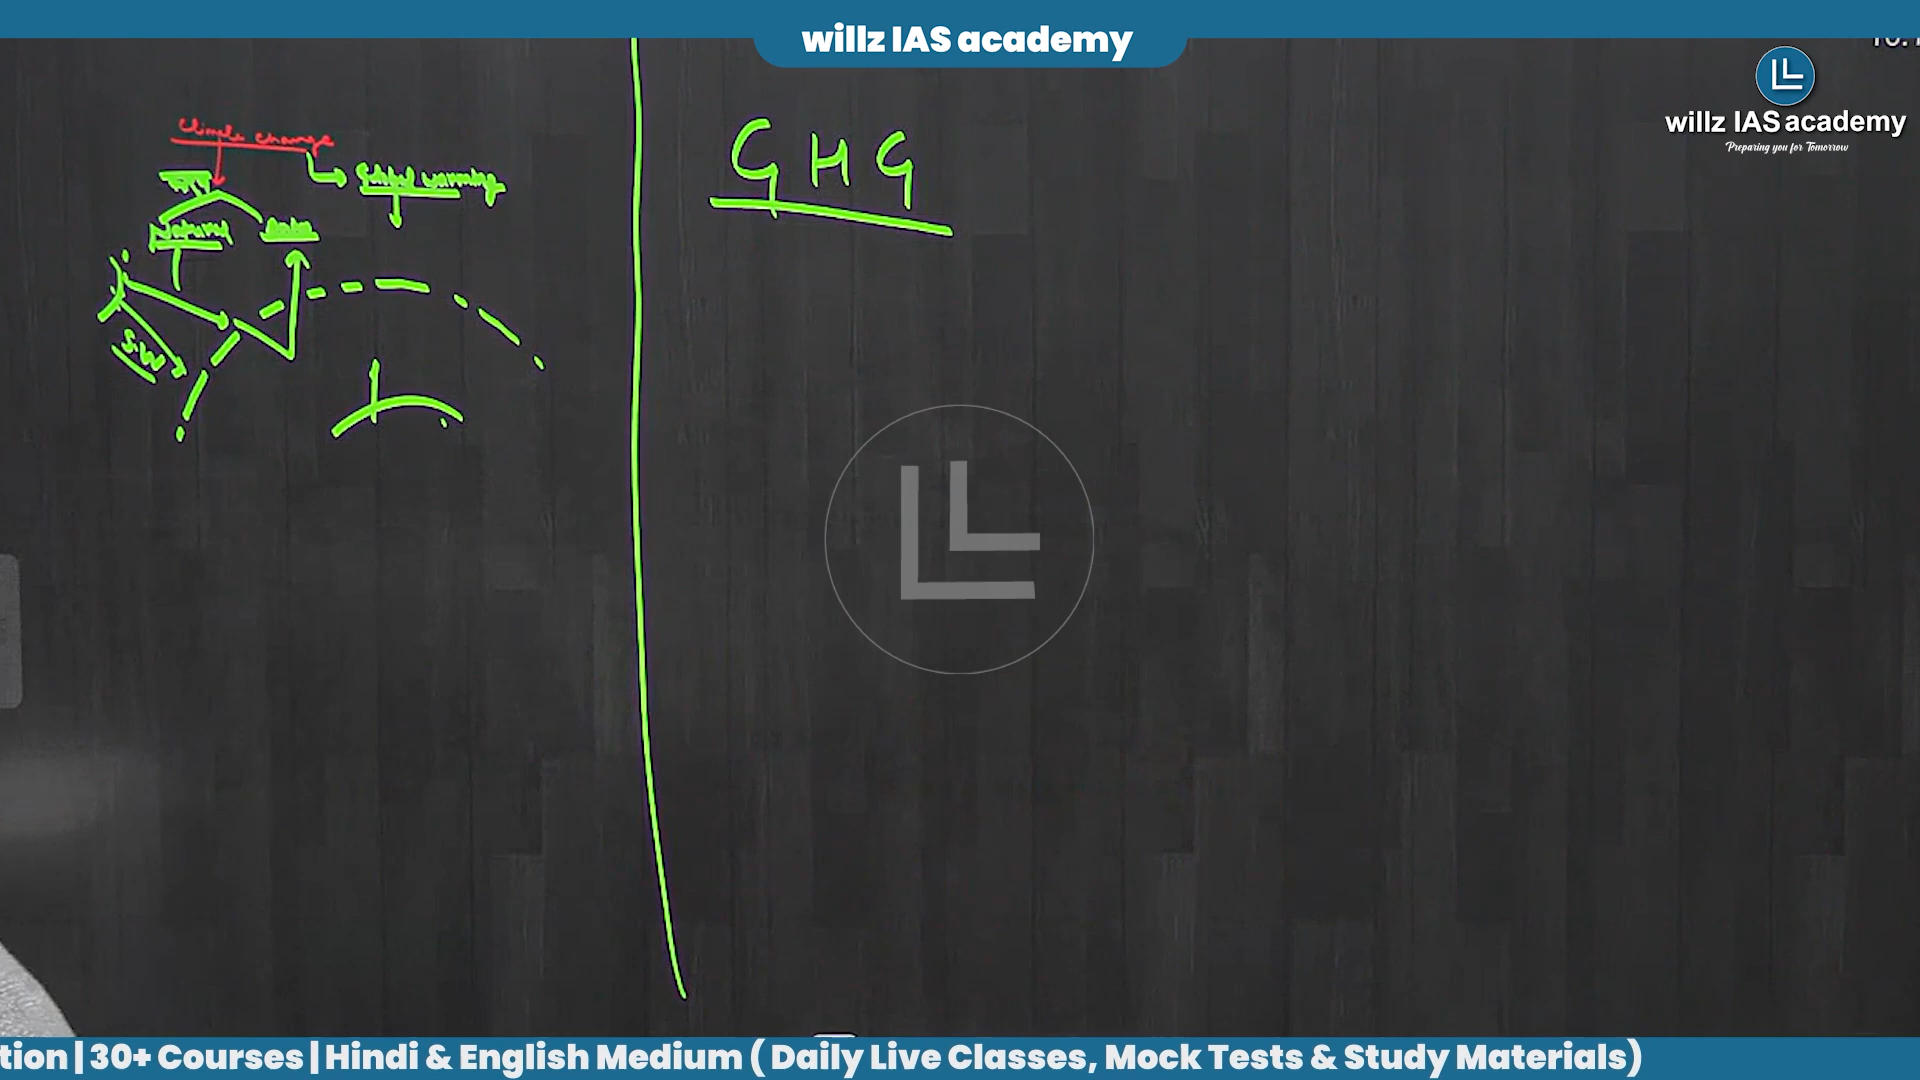 willz IAS academy
willz IAS academy
Preparing you for Tomorrow
Climate change
Global warming
Natural
S.W
GHG
tion | 30+ Courses | Hindi & English Medium ( Daily Live Classes, Mock Tests & Study Materials)